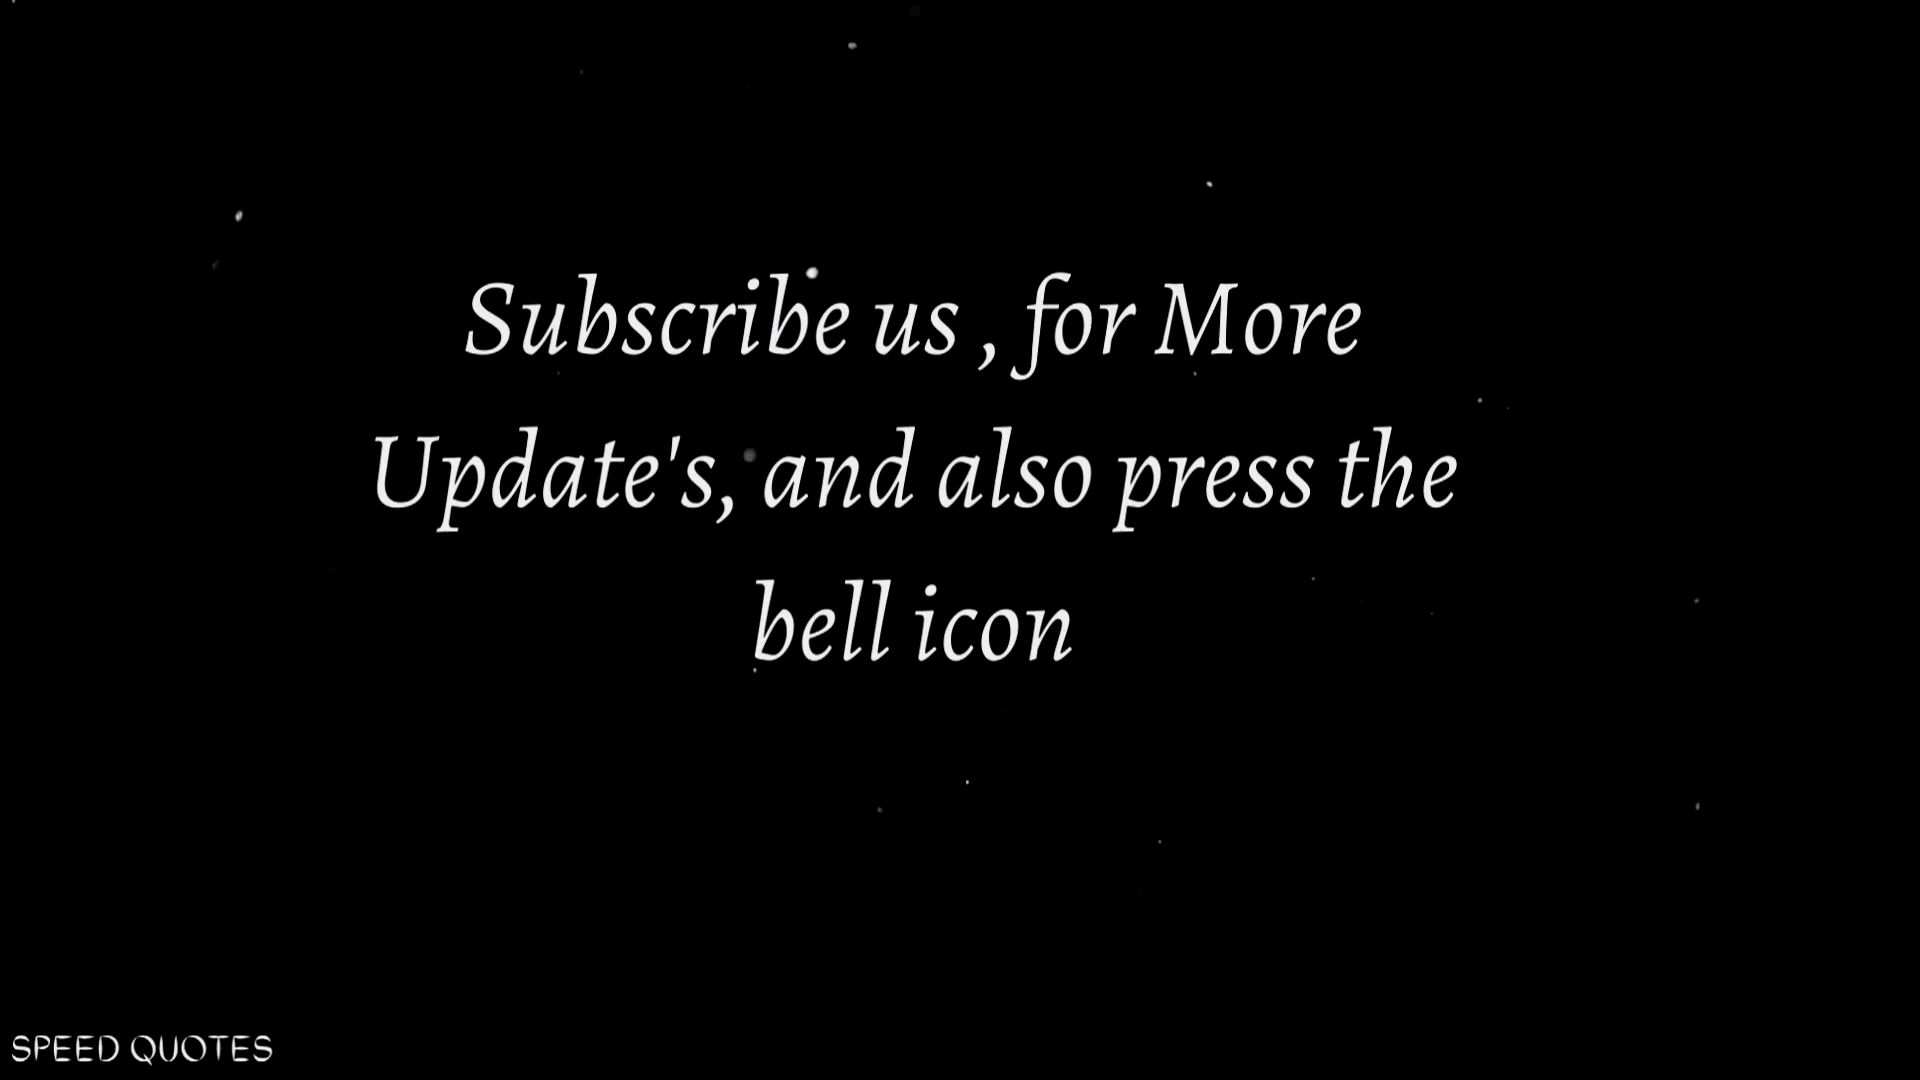 Subscribe us , for More
Update's, and also press the
bell icon
SPEED QUOTES